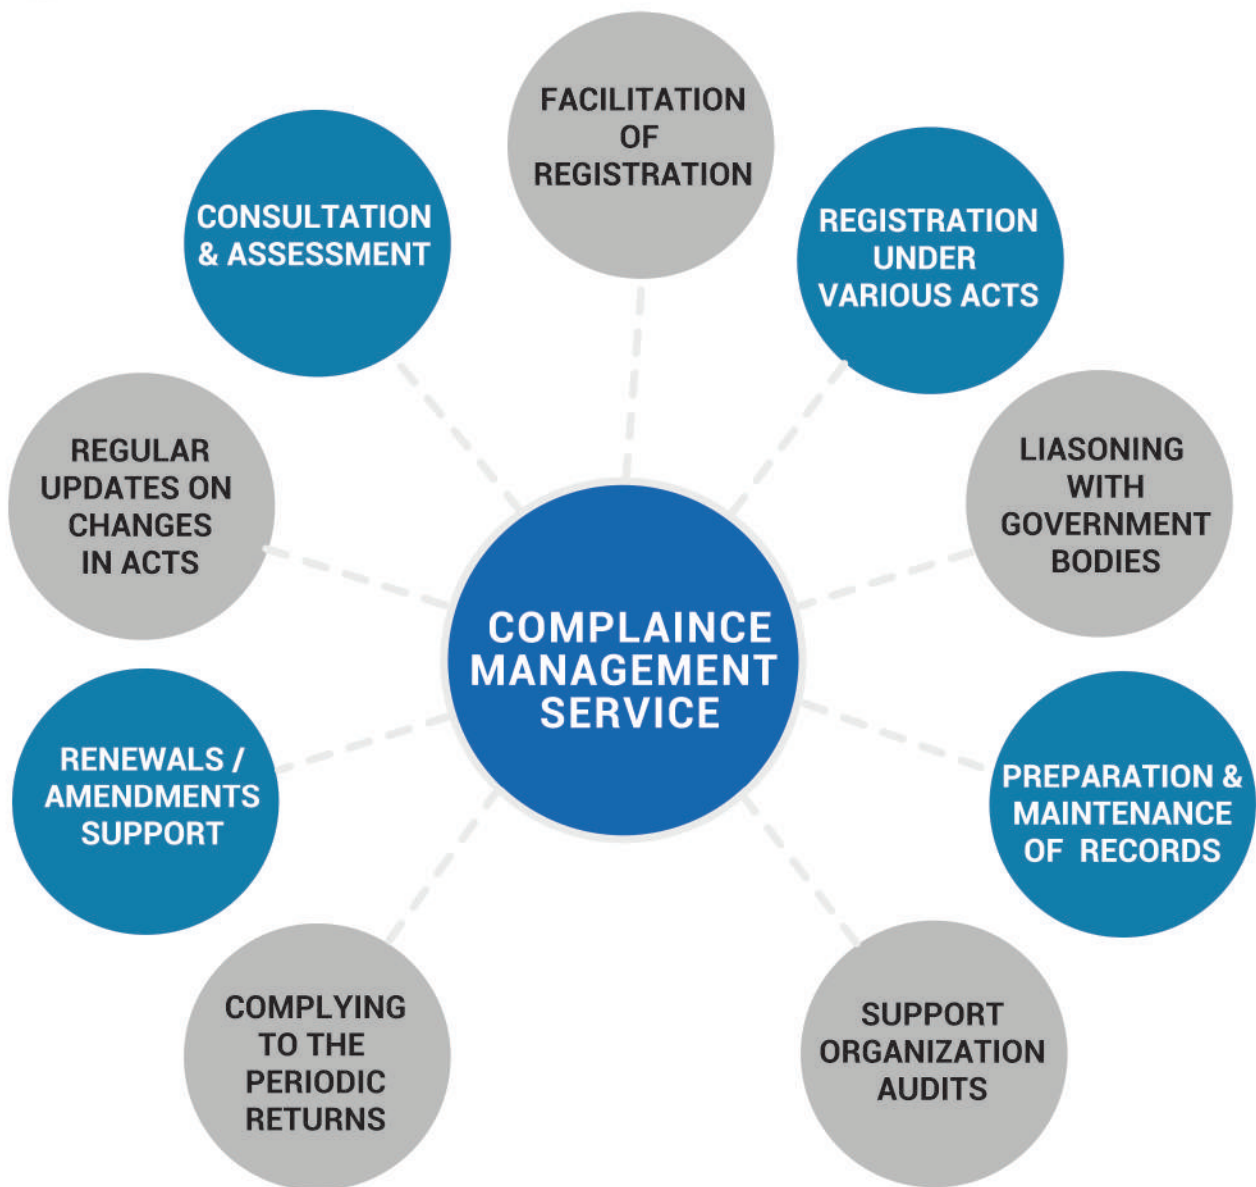 FACILITATION
OF
REGISTRATION
CONSULTATION
& ASSESSMENT
REGISTRATION
UNDER
VARIOUS ACTS
REGULAR
UPDATES ON
CHANGES
IN ACTS
LIASONING
WITH
GOVERNMENT
BODIES
COMPLAINCE
MANAGEMENT
SERVICE
RENEWALS /
AMENDMENTS
SUPPORT
PREPARATION &
MAINTENANCE
OF RECORDS
COMPLYING
TO THE
PERIODIC
RETURNS
SUPPORT
ORGANIZATION
AUDITS